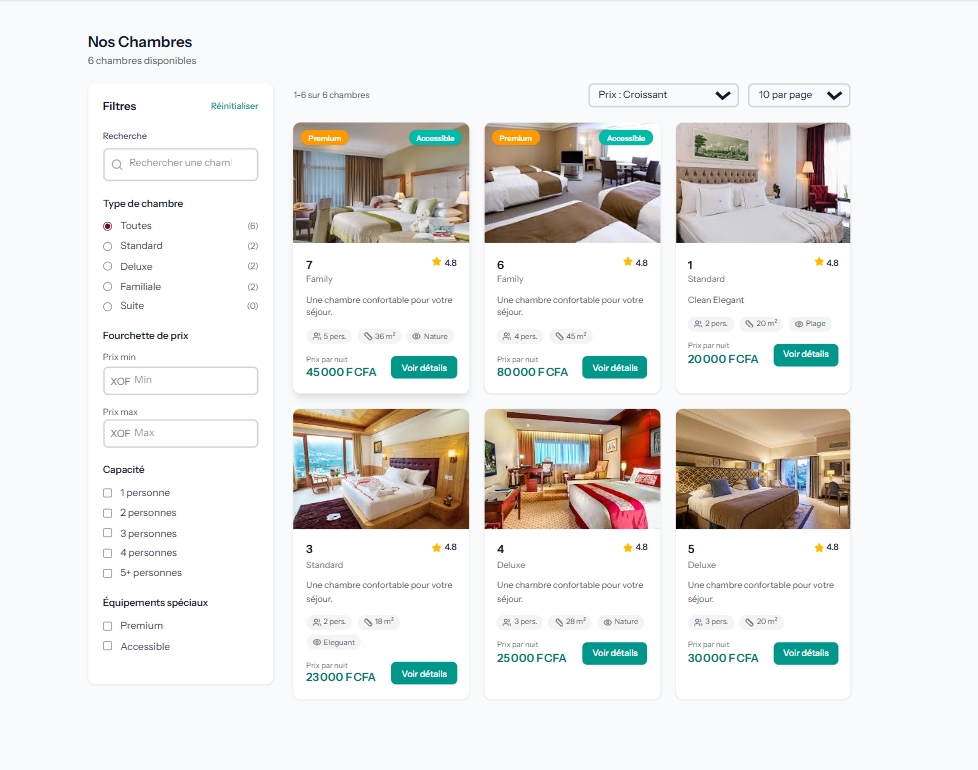 Nos Chambres
6 chambres disponibles
Filtres
Réinitialiser
Recherche
Rechercher une cham
Type de chambre
Toutes (6)
Standard (2)
Deluxe (2)
Familiale (2)
Suite (0)
Fourchette de prix
Prix min
XOF Min
Prix max
XOF Max
Capacité
1 personne
2 personnes
3 personnes
4 personnes
5+ personnes
Équipements spéciaux
Premium
Accessible
1–6 sur 6 chambres
Prix : Croissant
10 par page
Premium
Accessible
7
4.8
Family
Une chambre confortable pour votre
séjour.
5 pers.
36 m²
Nature
Prix par nuit
45 000 F CFA
Voir détails
Premium
Accessible
6
4.8
Family
Une chambre confortable pour votre
séjour.
4 pers.
45 m²
Prix par nuit
80 000 F CFA
Voir détails
1
4.8
Standard
Clean Elegant
2 pers.
20 m²
Plage
Prix par nuit
20 000 F CFA
Voir détails
3
4.8
Standard
Une chambre confortable pour votre
séjour.
2 pers.
18 m²
Eleguant
Prix par nuit
23 000 F CFA
Voir détails
4
4.8
Deluxe
Une chambre confortable pour votre
séjour.
3 pers.
28 m²
Nature
Prix par nuit
25 000 F CFA
Voir détails
5
4.8
Deluxe
Une chambre confortable pour votre
séjour.
3 pers.
20 m²
Prix par nuit
30 000 F CFA
Voir détails